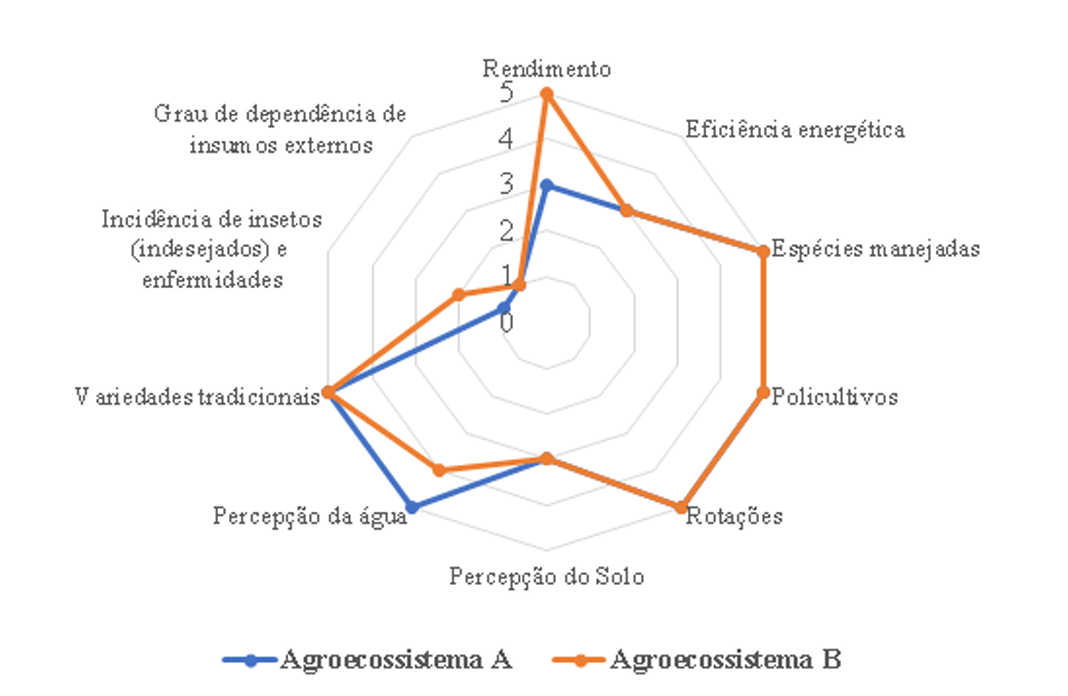 Rendimento
5
Grau de dependência de
insumos externos
Eficiência energética
4
3
Incidência de insetos
(indesejados) e
enfermidades
2
Espécies manejadas
1
0
Variedades tradicionais
Policultivos
Percepção da água
Rotações
Percepção do Solo
Agroecossistema A
Agroecossistema B